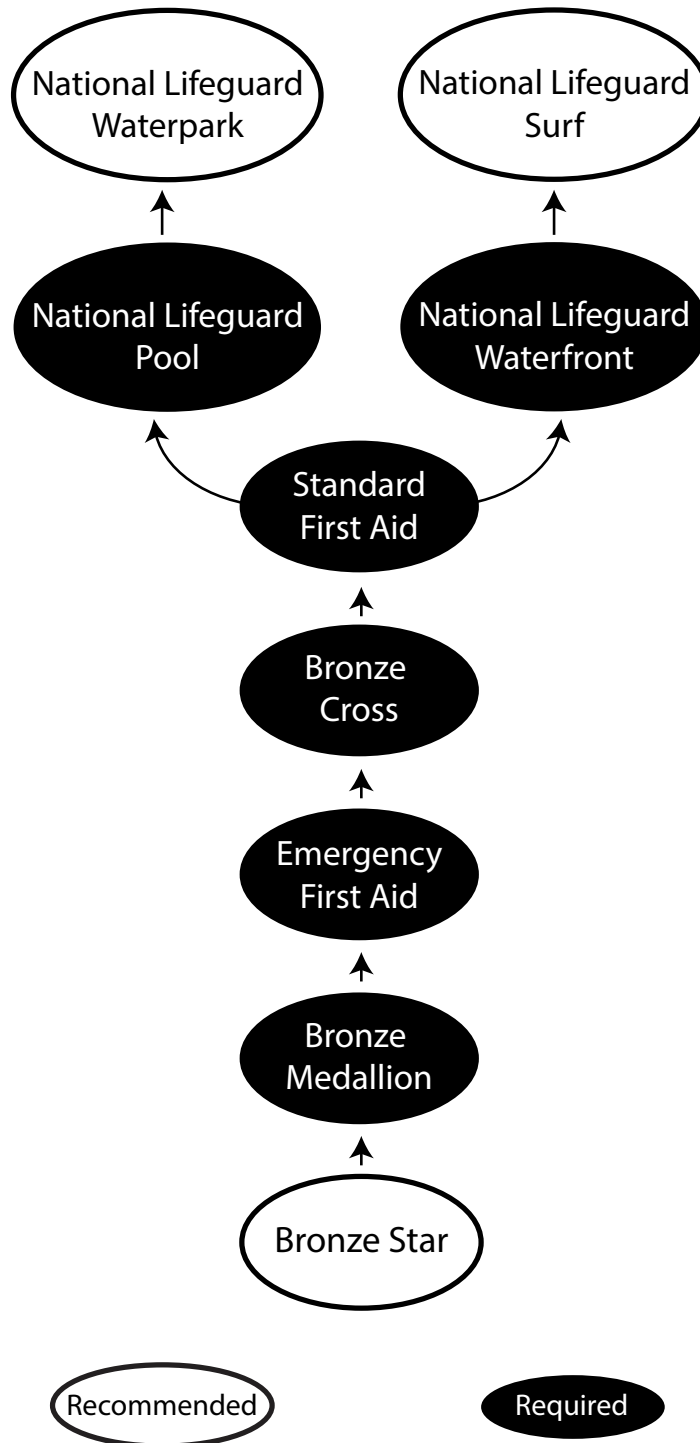 National Lifeguard
Waterpark
National Lifeguard
Surf
National Lifeguard
Pool
National Lifeguard
Waterfront
Standard
First Aid
Bronze
Cross
Emergency
First Aid
Bronze
Medallion
Bronze Star
Recommended
Required